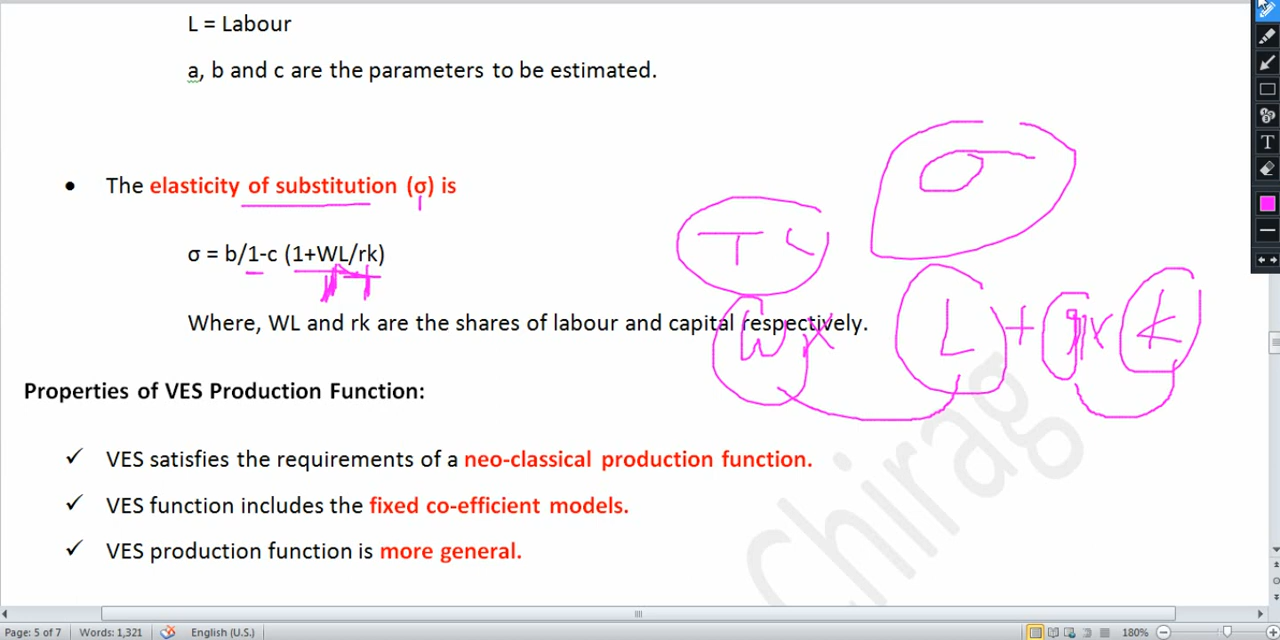 L = Labour
a, b and c are the parameters to be estimated.
• The elasticity of substitution (σ) is
σ
σ = b/1-c (1+WL/rk)
TC
Where, WL and rk are the shares of labour and capital respectively.
W x L + r x K
Properties of VES Production Function:
✓ VES satisfies the requirements of a neo-classical production function.
✓ VES function includes the fixed co-efficient models.
✓ VES production function is more general.
Chirag
Page: 5 of 7 Words: 1,321 English (U.S.) 180%